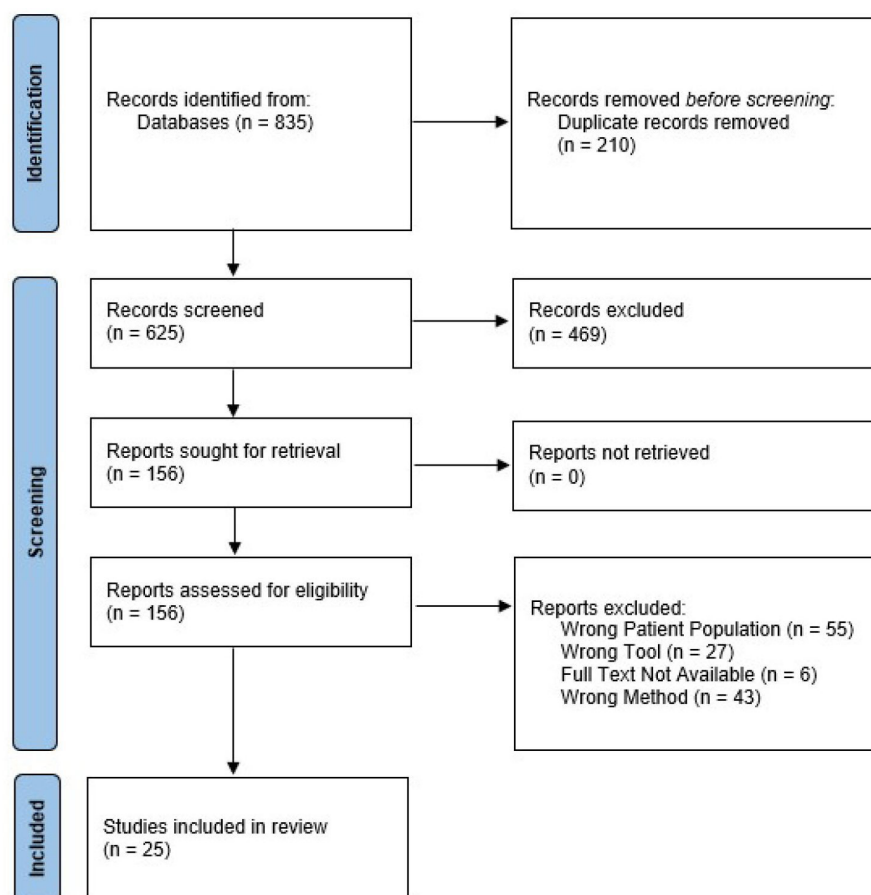 Identification
Records identified from:
Databases (n = 835)
Records removed before screening:
Duplicate records removed
(n = 210)
Screening
Records screened
(n = 625)
Records excluded
(n = 469)
Reports sought for retrieval
(n = 156)
Reports not retrieved
(n = 0)
Reports assessed for eligibility
(n = 156)
Reports excluded:
Wrong Patient Population (n = 55)
Wrong Tool (n = 27)
Full Text Not Available (n = 6)
Wrong Method (n = 43)
Included
Studies included in review
(n = 25)